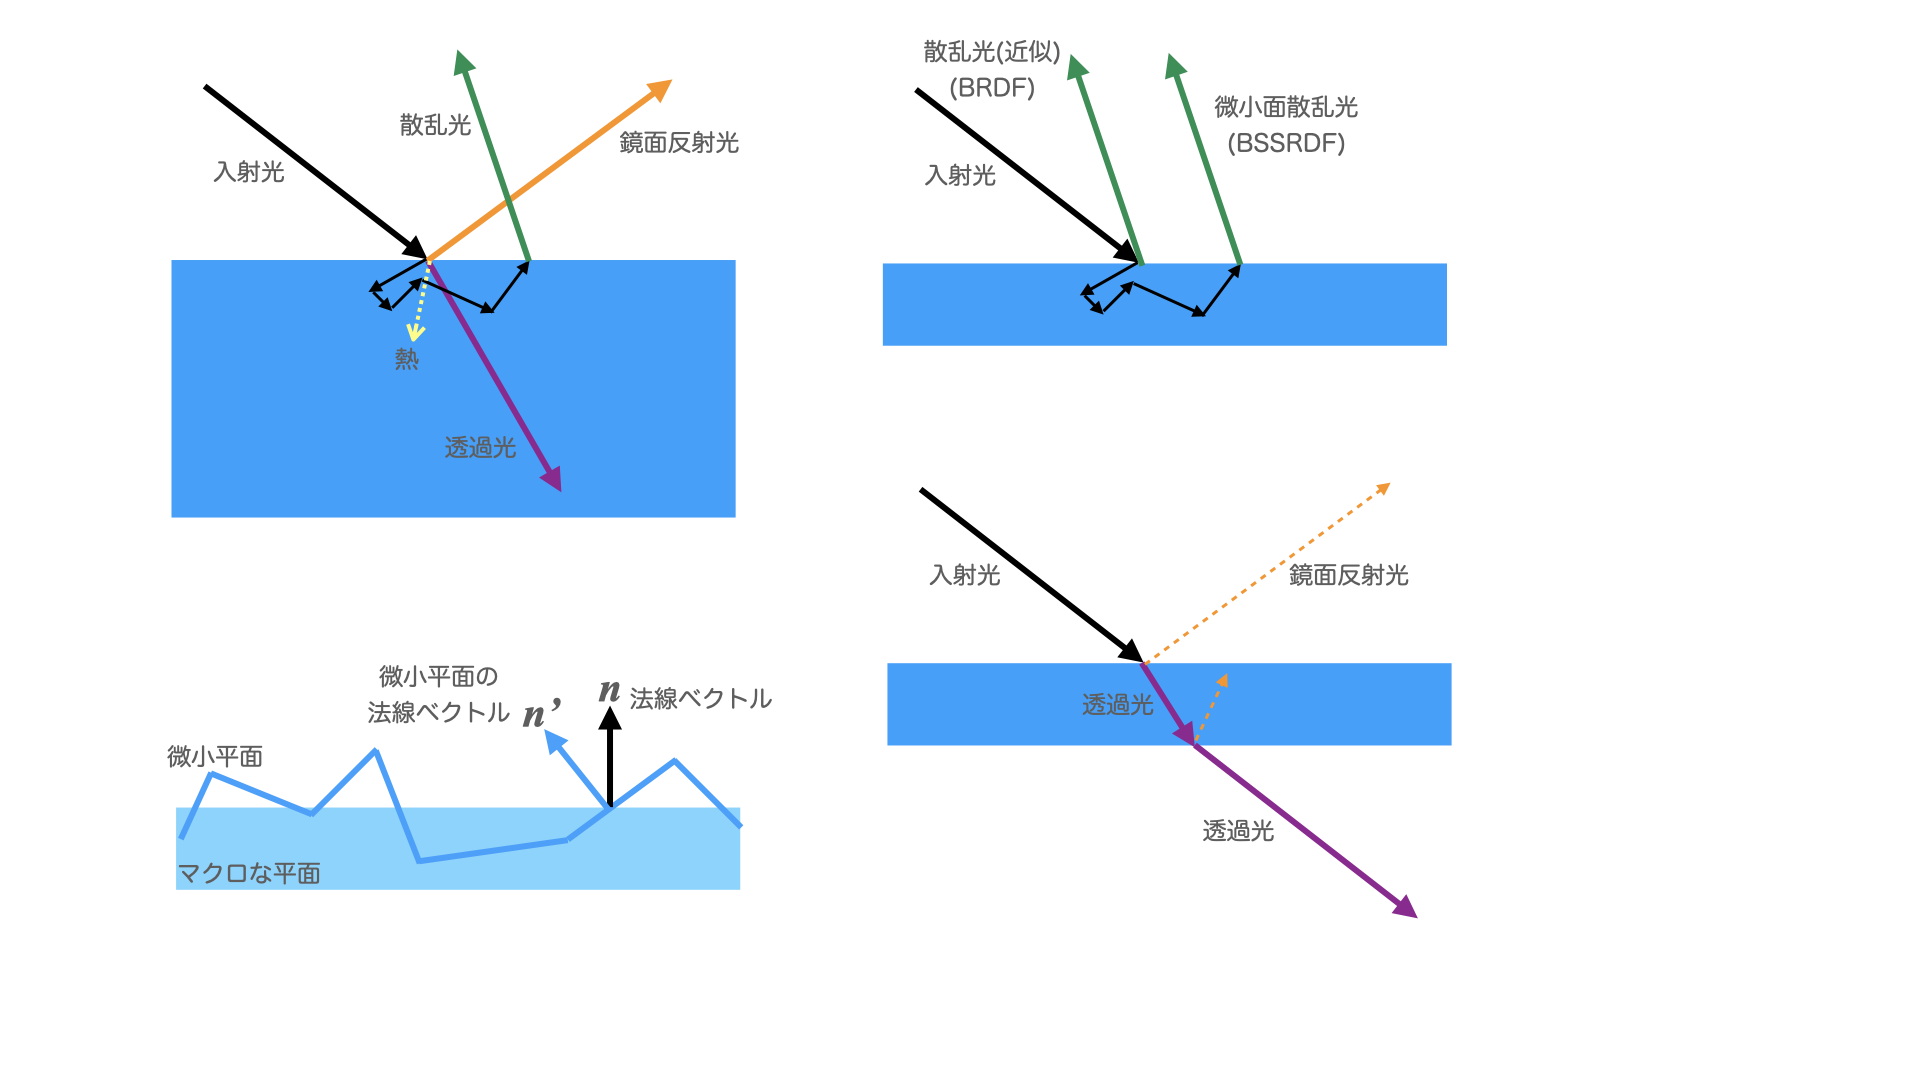 入射光
散乱光
鏡面反射光
熱
透過光
散乱光(近似)
(BRDF)
入射光
微小面散乱光
(BSSRDF)
入射光
鏡面反射光
透過光
透過光
微小平面の
法線ベクトル
n’
n
法線ベクトル
微小平面
マクロな平面